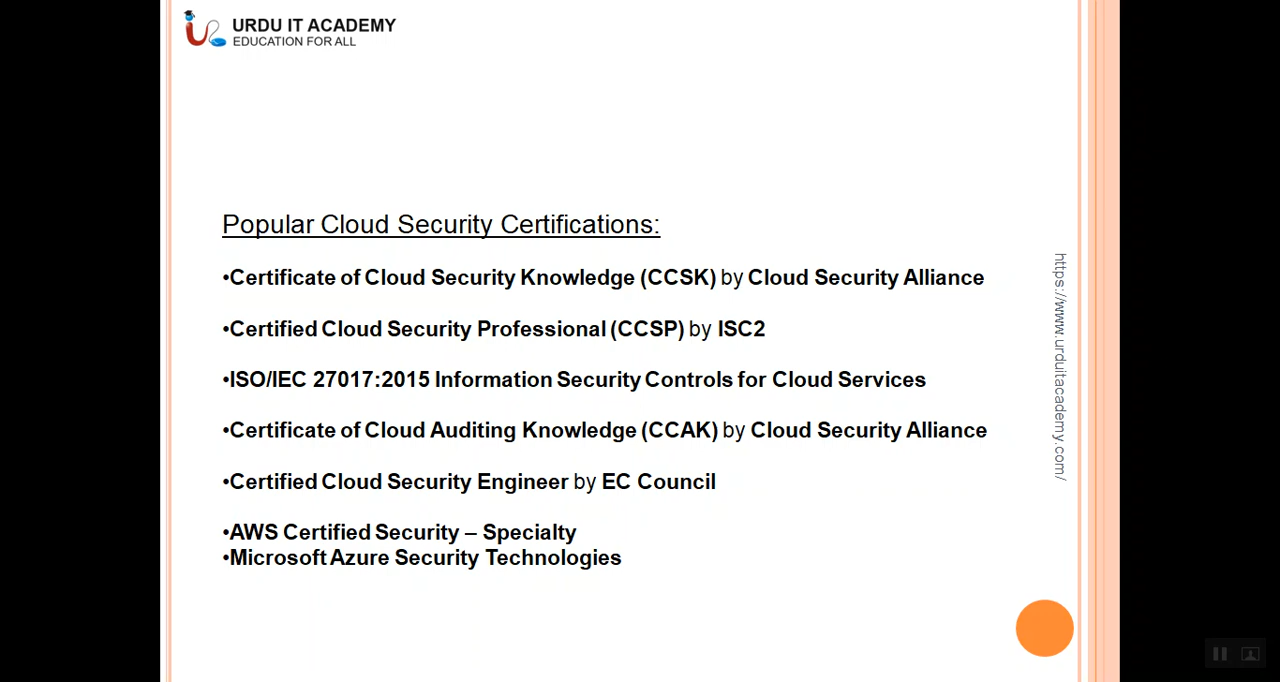 URDU IT ACADEMY
EDUCATION FOR ALL
Popular Cloud Security Certifications:
•Certificate of Cloud Security Knowledge (CCSK) by Cloud Security Alliance
•Certified Cloud Security Professional (CCSP) by ISC2
•ISO/IEC 27017:2015 Information Security Controls for Cloud Services
•Certificate of Cloud Auditing Knowledge (CCAK) by Cloud Security Alliance
•Certified Cloud Security Engineer by EC Council
•AWS Certified Security – Specialty
•Microsoft Azure Security Technologies
https://www.urduitacademy.com/